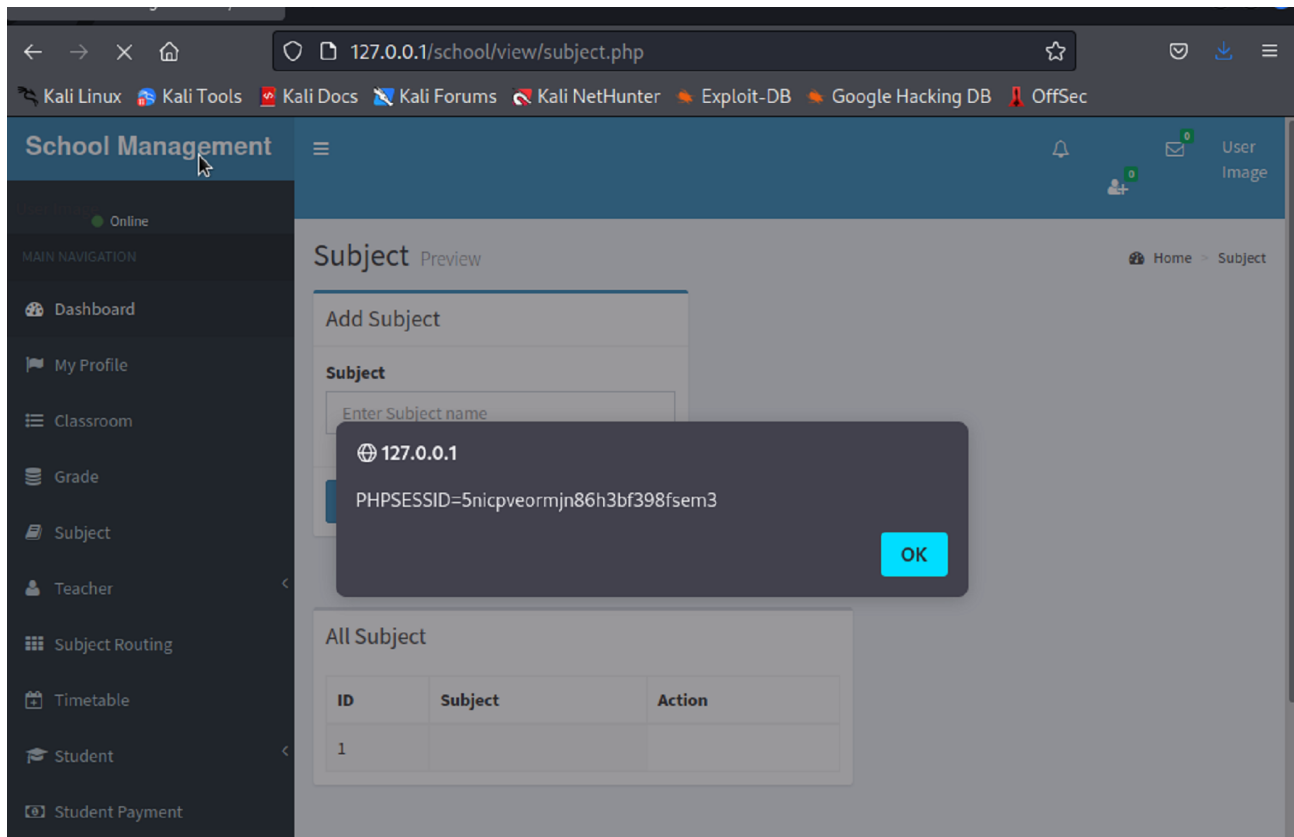 127.0.0.1/school/view/subject.php
Kali Linux Kali Tools Kali Docs Kali Forums Kali NetHunter Exploit-DB Google Hacking DB OffSec
School Management
0
User
Image
0
Online
MAIN NAVIGATION
Subject Preview
Home > Subject
Dashboard
My Profile
Classroom
Grade
Subject
Teacher
Subject Routing
Timetable
Student
Student Payment
Add Subject
Subject
Enter Subject name
127.0.0.1
PHPSESSID=5nicpveormjn86h3bf398fsem3
OK
All Subject
ID Subject Action
1